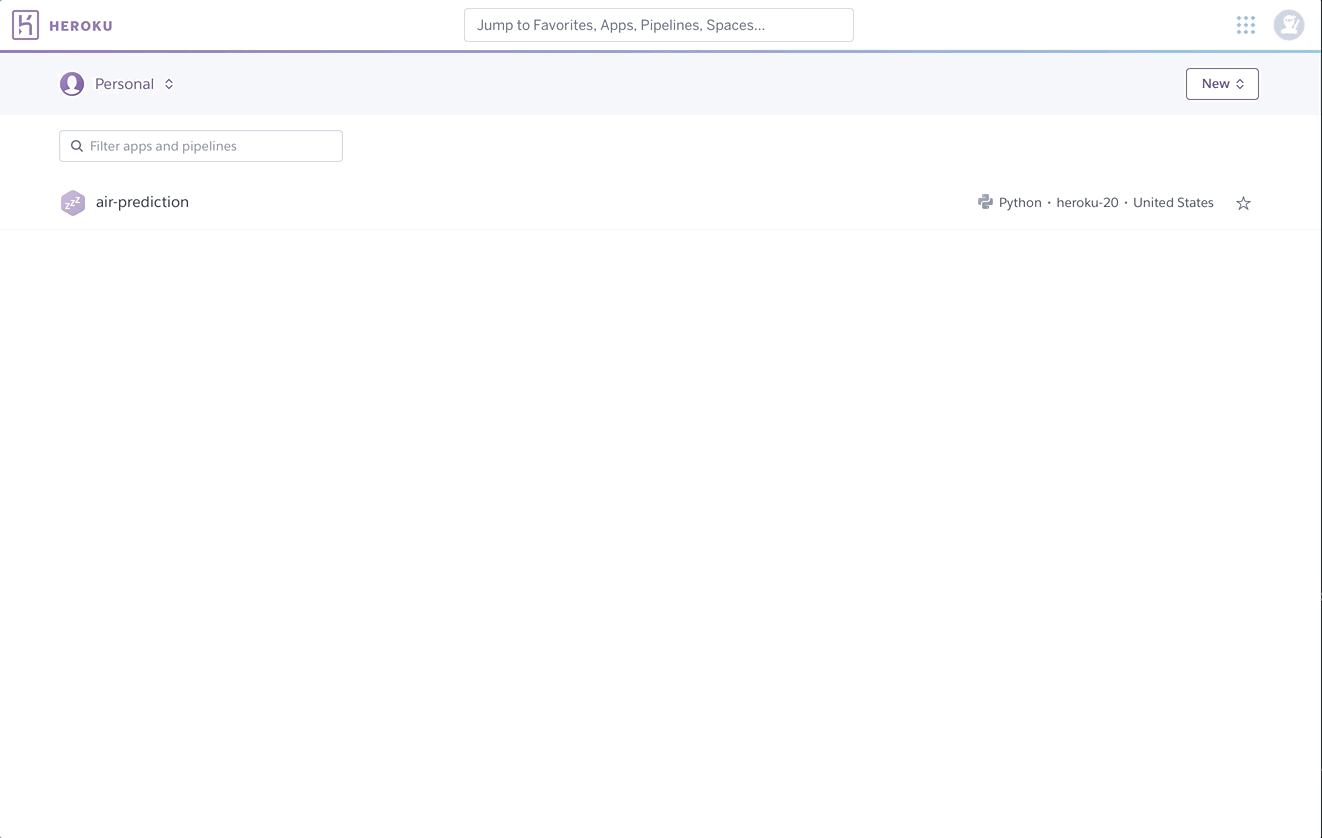 HEROKU
Jump to Favorites, Apps, Pipelines, Spaces...
Personal
New
Filter apps and pipelines
zzz air-prediction
Python · heroku-20 · United States